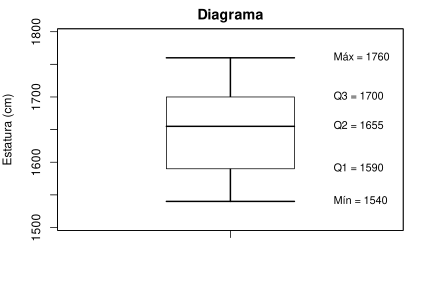 Diagrama
Estatura (cm)
1800
1700
1600
1500
Máx = 1760
Q3 = 1700
Q2 = 1655
Q1 = 1590
Mín = 1540